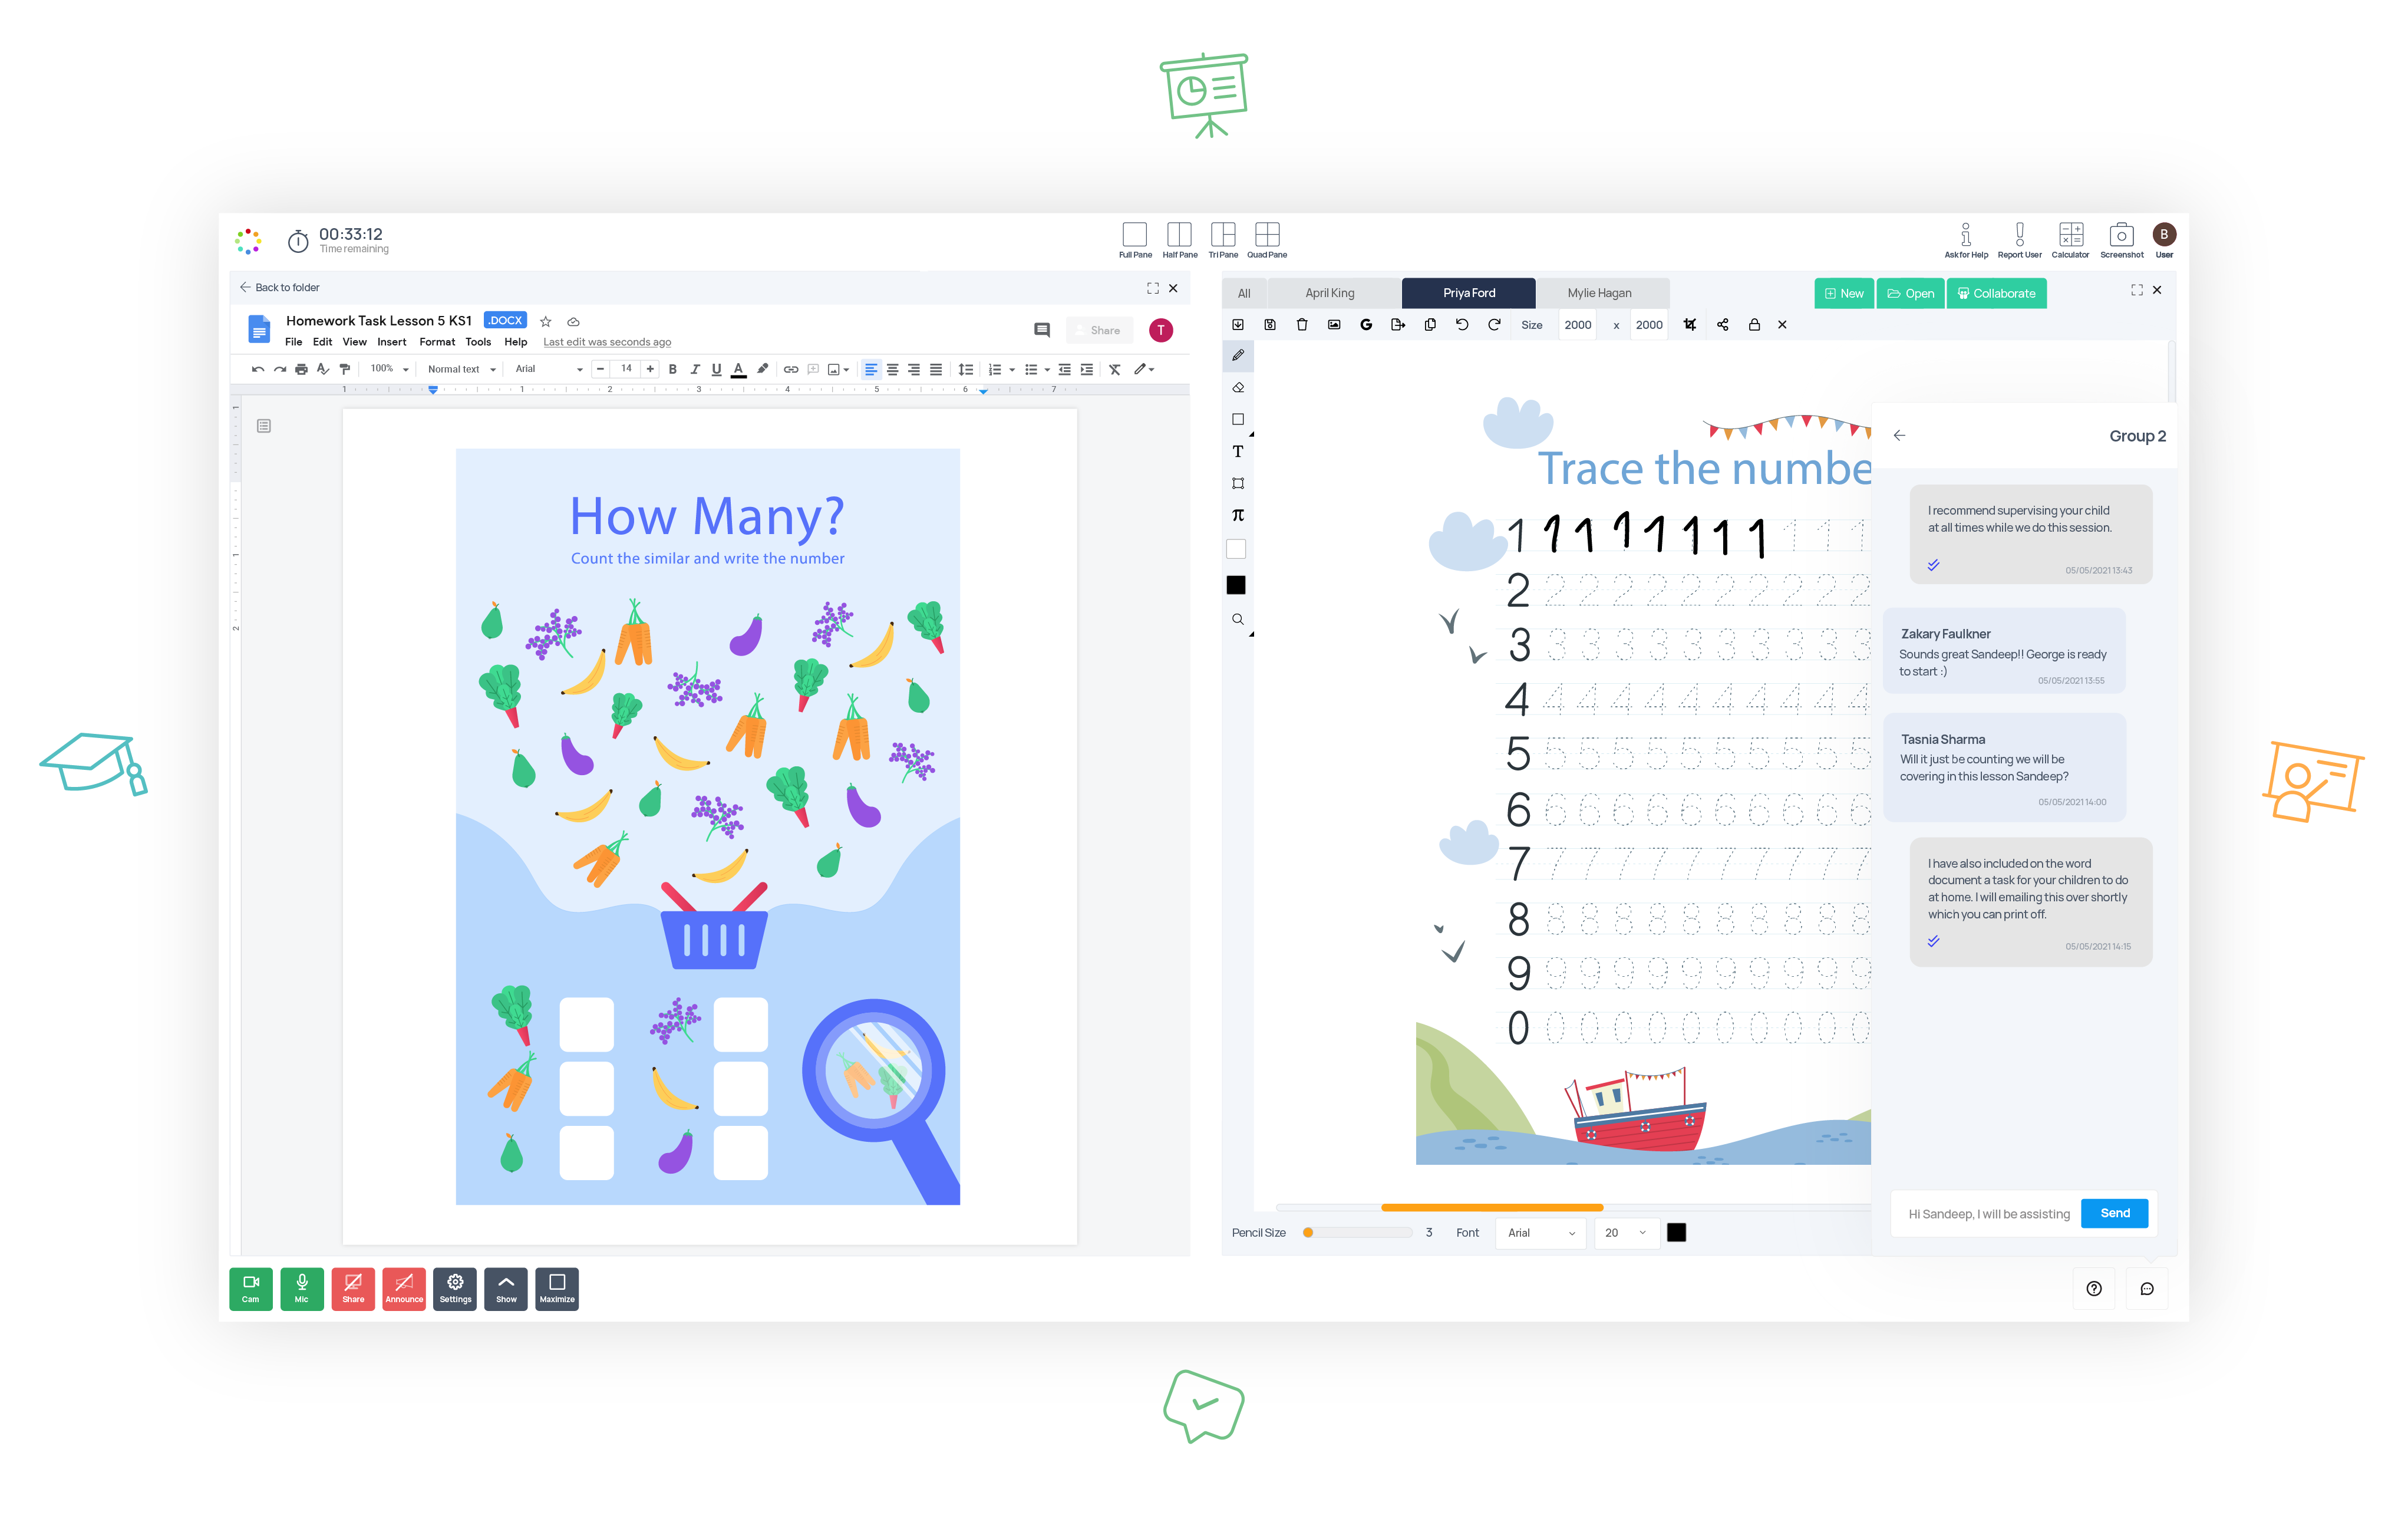 00:33:12
Time remaining
Full Pane
Half Pane
Tri Pane
Quad Pane
Ask for Help
Report User
Calculator
Screenshot
B
User
Back to folder
Homework Task Lesson 5 KS1
.DOCX
File Edit View Insert Format Tools Help
Last edit was seconds ago
Share
T
100%
Normal text
Arial
14
B I U A
1 1 2 3 4 5 6 7
1
1
2
How Many?
Count the similar and write the number
All
April King
Priya Ford
Mylie Hagan
New
Open
Collaborate
G
Size 2000 x 2000
T
π
Trace the numbe
1 1 1 1 1 1 1 1 1 1 1
2 2 2 2 2 2 2 2 2 2 2
3 3 3 3 3 3 3 3 3 3 3
4 4 4 4 4 4 4 4 4 4 4
5 5 5 5 5 5 5 5 5 5 5
6 6 6 6 6 6 6 6 6 6 6
7 7 7 7 7 7 7 7 7 7 7
8 8 8 8 8 8 8 8 8 8 8
9 9 9 9 9 9 9 9 9 9 9
0 0 0 0 0 0 0 0 0 0 0
Group 2
I recommend supervising your child
at all times while we do this session.
05/05/2021 13:43
Zakary Faulkner
Sounds great Sandeep!! George is ready
to start :)
05/05/2021 13:55
Tasnia Sharma
Will it just be counting we will be
covering in this lesson Sandeep?
05/05/2021 14:00
I have also included on the word
document a task for your children to do
at home. I will emailing this over shortly
which you can print off.
05/05/2021 14:15
Hi Sandeep, I will be assisting
Send
Pencil Size
3
Font
Arial
20
Cam
Mic
Share
Announce
Settings
Show
Maximize